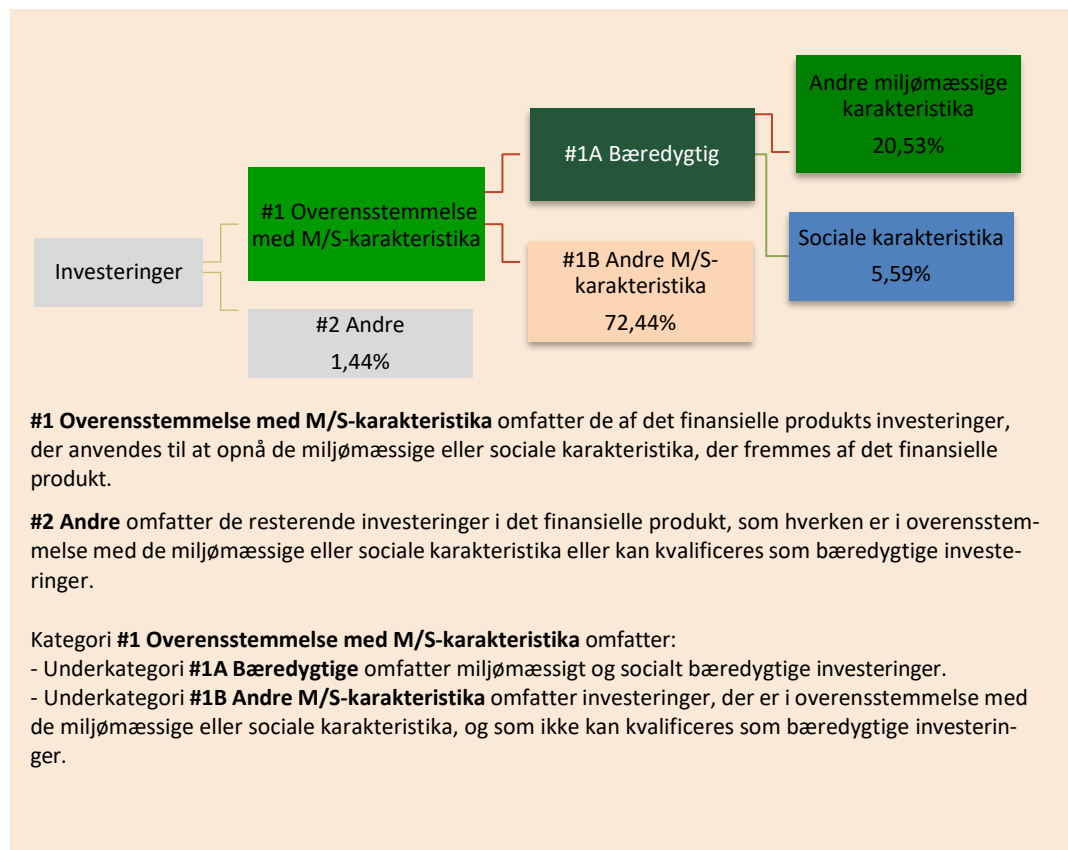 Investeringer
#1 Overensstemmelse
med M/S-karakteristika
#2 Andre
1,44%
#1A Bæredygtig
#1B Andre M/S-
karakteristika
72,44%
Andre miljømæssige
karakteristika
20,53%
Sociale karakteristika
5,59%
#1 Overensstemmelse med M/S-karakteristika omfatter de af det finansielle produkts investeringer,
der anvendes til at opnå de miljømæssige eller sociale karakteristika, der fremmes af det finansielle
produkt.
#2 Andre omfatter de resterende investeringer i det finansielle produkt, som hverken er i overensstem-
melse med de miljømæssige eller sociale karakteristika eller kan kvalificeres som bæredygtige investe-
ringer.
Kategori #1 Overensstemmelse med M/S-karakteristika omfatter:
- Underkategori #1A Bæredygtige omfatter miljømæssigt og socialt bæredygtige investeringer.
- Underkategori #1B Andre M/S-karakteristika omfatter investeringer, der er i overensstemmelse med
de miljømæssige eller sociale karakteristika, og som ikke kan kvalificeres som bæredygtige investerin-
ger.